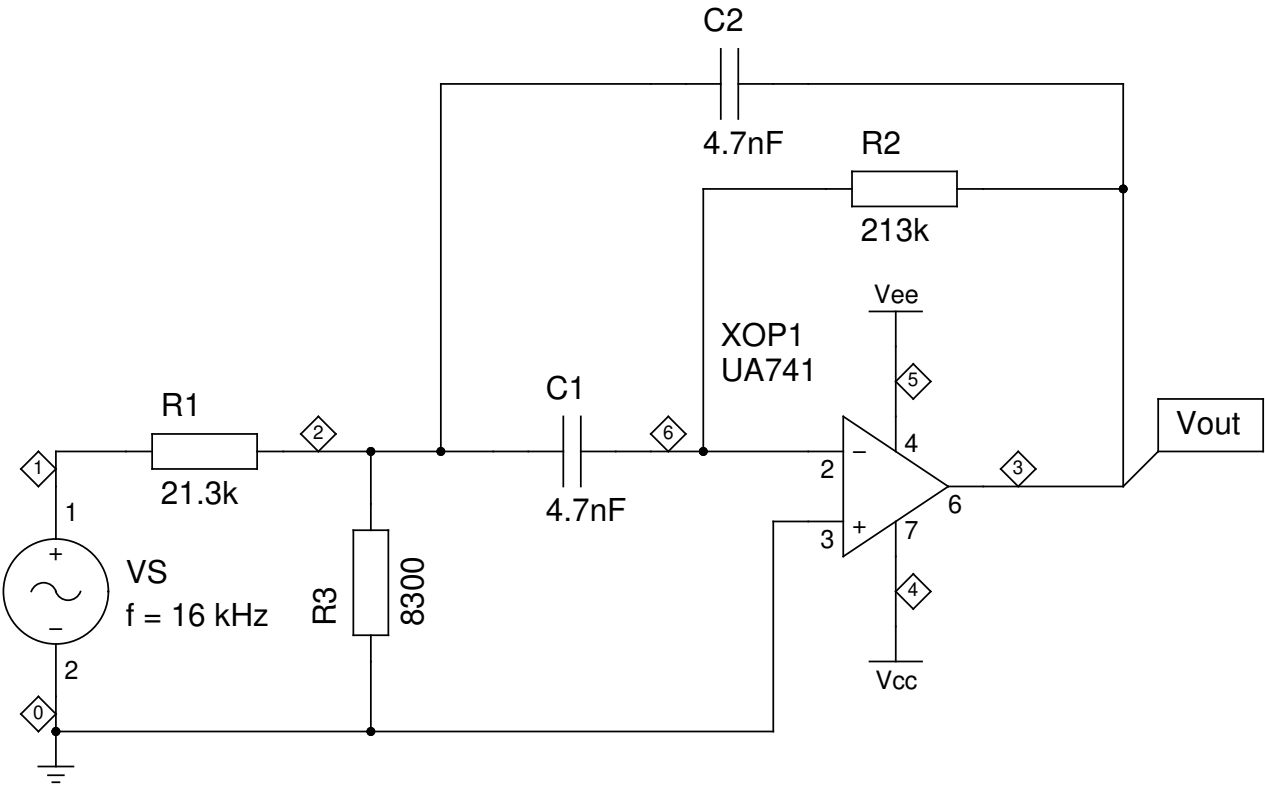 C2
4.7nF
R2
213k
Vee
XOP1
UA741
5
C1
R1
2
6
4
Vout
1
2
−
3
21.3k
4.7nF
6
1
+
3
+
7
VS
f = 16 kHz
R3
8300
4
−
2
Vcc
0